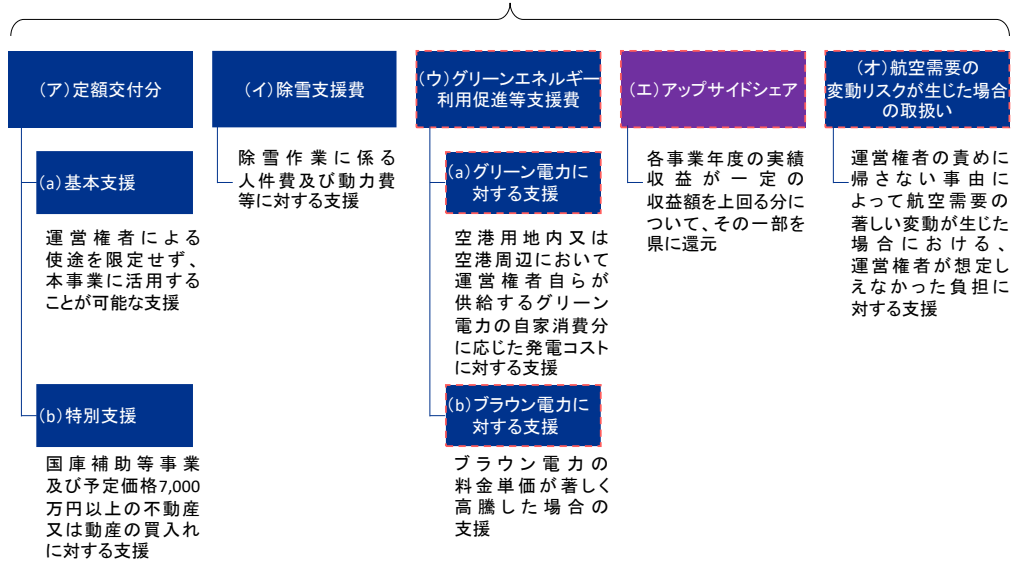 （ア）定額交付分
（a）基本支援
運営権者による
使途を限定せず、
本事業に活用する
ことが可能な支援
（b）特別支援
国庫補助等事業
及び予定価格7,000
万円以上の不動産
又は動産の買入れ
に対する支援
（イ）除雪支援費
除雪作業に係る
人件費及び動力費
等に対する支援
（ウ）グリーンエネルギー
利用促進等支援費
（a）グリーン電力に
対する支援
空港用地内又は
空港周辺において
運営権者自らが
供給するグリーン
電力の自家消費分
に応じた発電コスト
に対する支援
（b）ブラウン電力に
対する支援
ブラウン電力の
料金単価が著しく
高騰した場合の
支援
（エ）アップサイドシェア
各事業年度の実績
収益が一定の
収益額を上回る分に
ついて、その一部を
県に還元
（オ）航空需要の
変動リスクが生じた場合
の取扱い
運営権者の責めに
帰さない事由に
よって航空需要の
著しい変動が生じた
場合における、
運営権者が想定し
えなかった負担に
対する支援